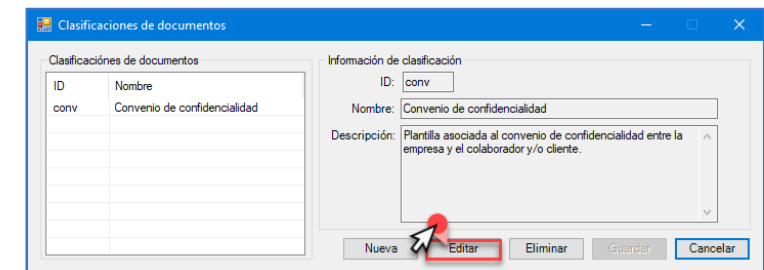 Clasificaciones de documentos
Clasificaciónes de documentos
ID Nombre
conv Convenio de confidencialidad
Información de clasificación
ID: conv
Nombre: Convenio de confidencialidad
Descripción: Plantilla asociada al convenio de confidencialidad entre la
empresa y el colaborador y/o cliente.
Nueva Editar Eliminar Guardar Cancelar